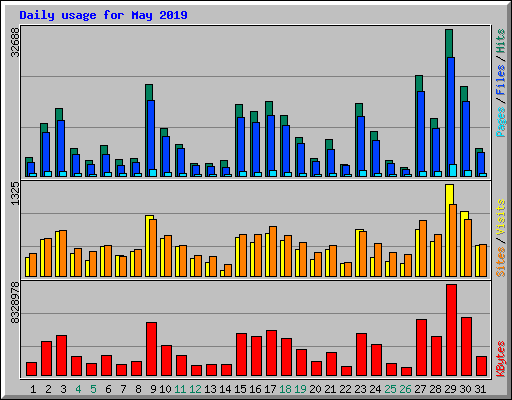 Daily usage for May 2019
32688
Pages / Files / Hits
1325
Sites / Visits
8328978
KBytes
1 2 3 4 5 6 7 8 9 10 11 12 13 14 15 16 17 18 19 20 21 22 23 24 25 26 27 28 29 30 31